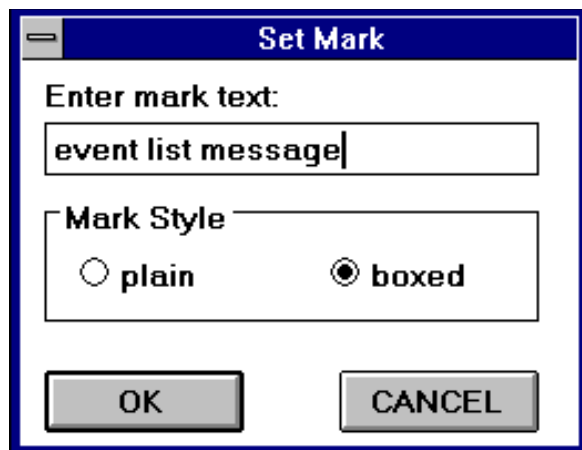 Set Mark
Enter mark text:
event list message
Mark Style
plain boxed
OK CANCEL